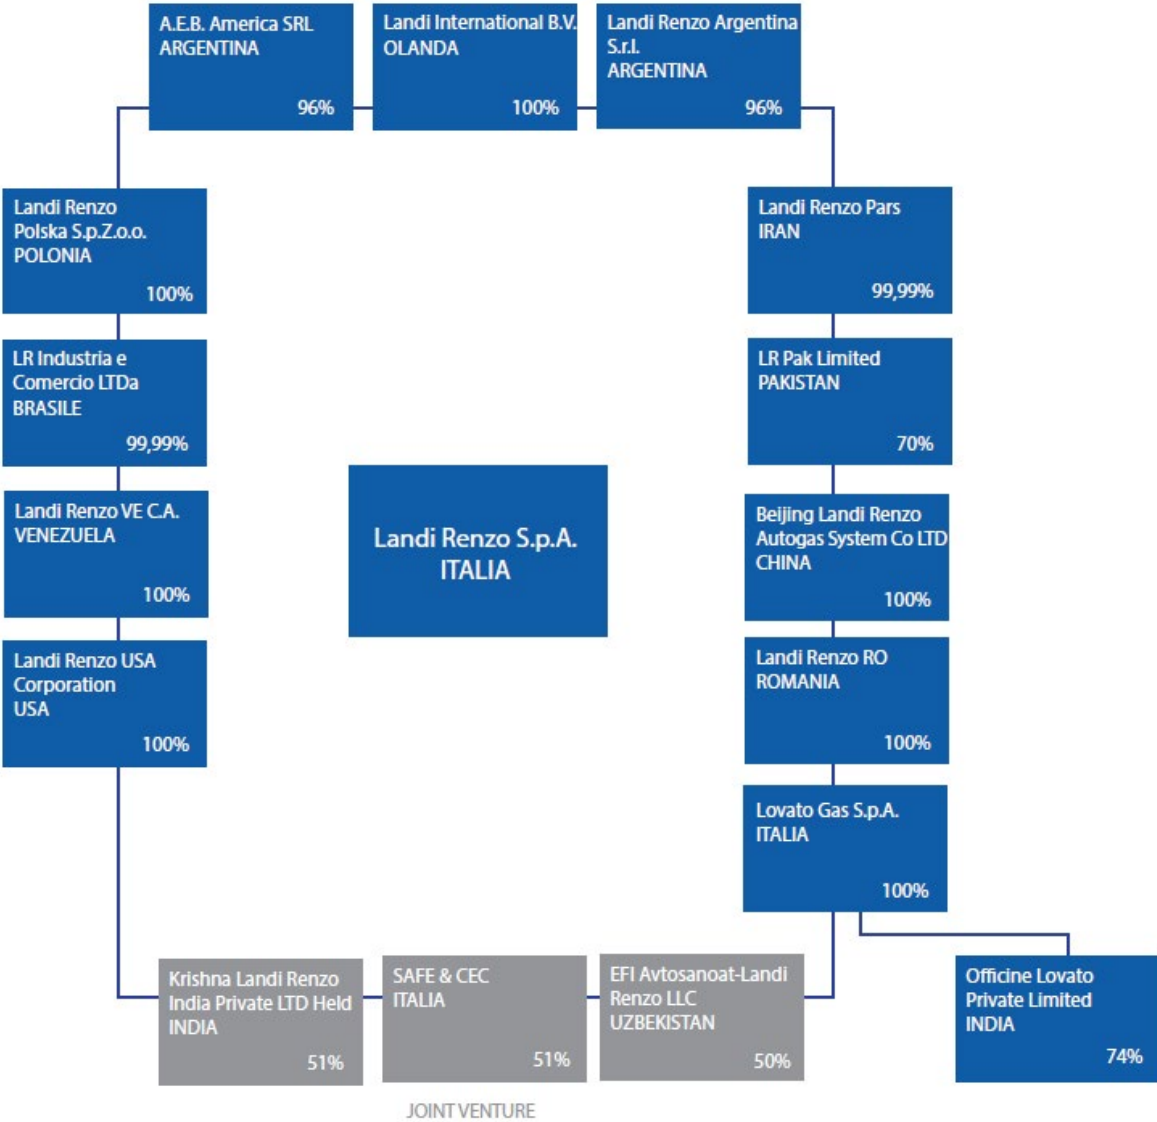 A.E.B. America SRL
ARGENTINA
96%
Landi International B.V.
OLANDA
100%
Landi Renzo Argentina
S.r.l.
ARGENTINA
96%
Landi Renzo
Polska S.p.Z.o.o.
POLONIA
100%
Landi Renzo Pars
IRAN
99,99%
LR Industria e
Comercio LTDa
BRASILE
99,99%
LR Pak Limited
PAKISTAN
70%
Landi Renzo S.p.A.
ITALIA
Landi Renzo VE C.A.
VENEZUELA
100%
Beijing Landi Renzo
Autogas System Co LTD
CHINA
100%
Landi Renzo USA
Corporation
USA
100%
Landi Renzo RO
ROMANIA
100%
Lovato Gas S.p.A.
ITALIA
100%
Krishna Landi Renzo
India Private LTD Held
INDIA
51%
SAFE & CEC
ITALIA
51%
EFI Avtosanoat-Landi
Renzo LLC
UZBEKISTAN
50%
Officine Lovato
Private Limited
INDIA
74%
JOINT VENTURE